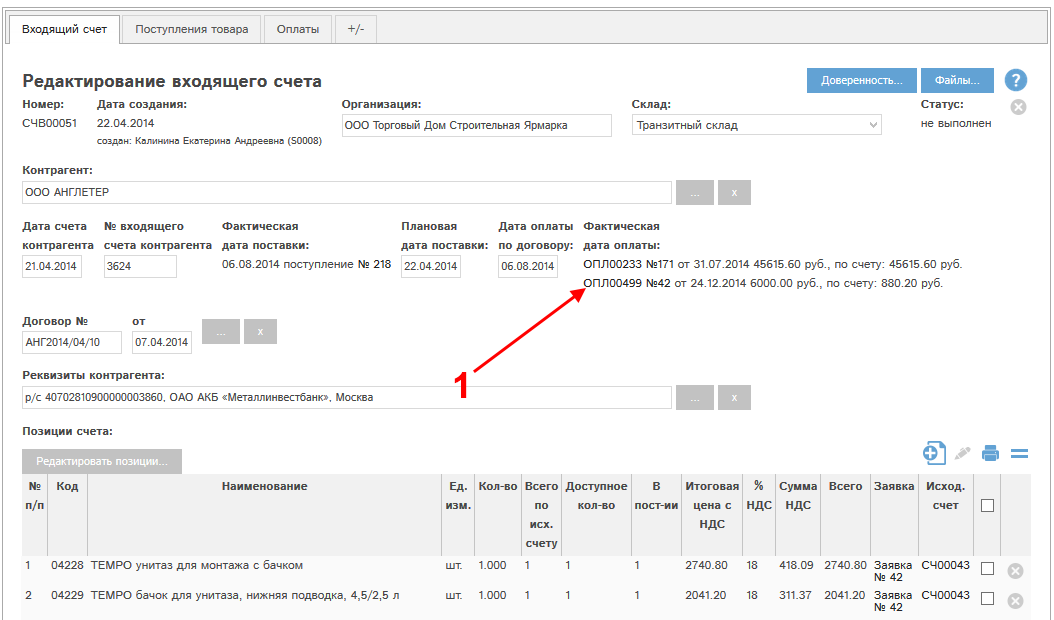 Входящий счет Поступления товара Оплаты +/-
Редактирование входящего счета Доверенность... Файлы... ?
Номер: Дата создания: Организация: Склад: Статус:
СЧВ00051 22.04.2014 ООО Торговый Дом Строительная Ярмарка Транзитный склад не выполнен
создан: Калинина Екатерина Андреевна (S0008)
Контрагент:
ООО АНГЛЕТЕР ... x
Дата счета № входящего Фактическая Плановая Дата оплаты Фактическая
контрагента счета контрагента дата поставки: дата поставки: по договору: дата оплаты:
21.04.2014 3624 06.08.2014 поступление № 218 22.04.2014 06.08.2014 ОПЛ00233 №171 от 31.07.2014 45615.60 руб., по счету: 45615.60 руб.
ОПЛ00499 №42 от 24.12.2014 6000.00 руб., по счету: 880.20 руб.
Договор № от
АНГ2014/04/10 07.04.2014 ... x
1
Реквизиты контрагента:
р/с 40702810900000003860, ОАО АКБ «Металлинвестбанк», Москва ... x
Позиции счета:
Редактировать позиции...
№ Код Наименование Ед. Кол-во Всего Доступное В Итоговая % Сумма Всего Заявка Исход.
п/п изм. по кол-во пост-ии цена с НДС НДС счет
исх. НДС
счету
1 04228 TEMPO унитаз для монтажа с бачком шт. 1.000 1 1 1 2740.80 18 418.09 2740.80 Заявка СЧ00043
№ 42
2 04229 TEMPO бачок для унитаза, нижняя подводка, 4,5/2,5 л шт. 1.000 1 1 1 2041.20 18 311.37 2041.20 Заявка СЧ00043
№ 42